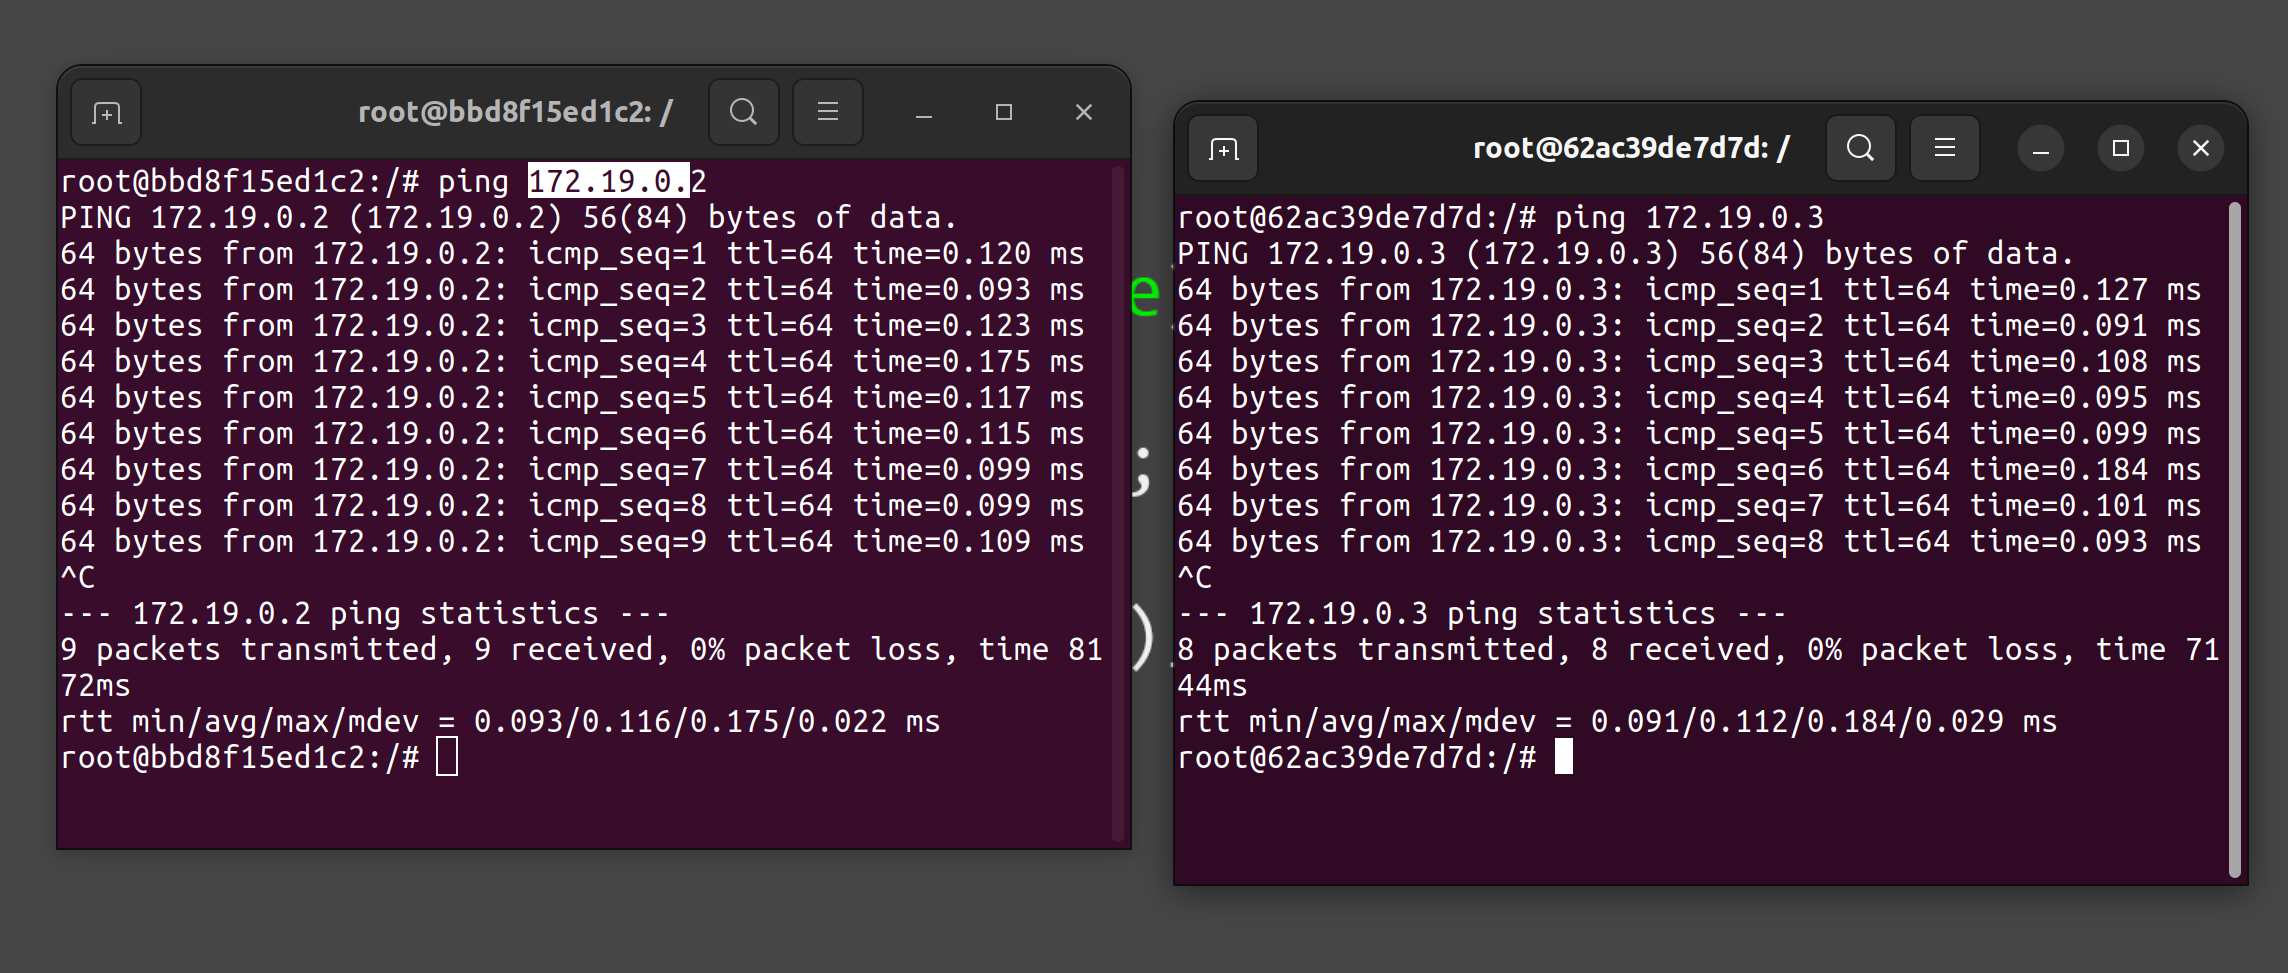 root@bbd8f15ed1c2: /
root@bbd8f15ed1c2:/# ping 172.19.0.2
PING 172.19.0.2 (172.19.0.2) 56(84) bytes of data.
64 bytes from 172.19.0.2: icmp_seq=1 ttl=64 time=0.120 ms
64 bytes from 172.19.0.2: icmp_seq=2 ttl=64 time=0.093 ms
64 bytes from 172.19.0.2: icmp_seq=3 ttl=64 time=0.123 ms
64 bytes from 172.19.0.2: icmp_seq=4 ttl=64 time=0.175 ms
64 bytes from 172.19.0.2: icmp_seq=5 ttl=64 time=0.117 ms
64 bytes from 172.19.0.2: icmp_seq=6 ttl=64 time=0.115 ms
64 bytes from 172.19.0.2: icmp_seq=7 ttl=64 time=0.099 ms
64 bytes from 172.19.0.2: icmp_seq=8 ttl=64 time=0.099 ms
64 bytes from 172.19.0.2: icmp_seq=9 ttl=64 time=0.109 ms
^C
--- 172.19.0.2 ping statistics ---
9 packets transmitted, 9 received, 0% packet loss, time 81
72ms
rtt min/avg/max/mdev = 0.093/0.116/0.175/0.022 ms
root@bbd8f15ed1c2:/#
e
;
)
root@62ac39de7d7d: /
root@62ac39de7d7d:/# ping 172.19.0.3
PING 172.19.0.3 (172.19.0.3) 56(84) bytes of data.
64 bytes from 172.19.0.3: icmp_seq=1 ttl=64 time=0.127 ms
64 bytes from 172.19.0.3: icmp_seq=2 ttl=64 time=0.091 ms
64 bytes from 172.19.0.3: icmp_seq=3 ttl=64 time=0.108 ms
64 bytes from 172.19.0.3: icmp_seq=4 ttl=64 time=0.095 ms
64 bytes from 172.19.0.3: icmp_seq=5 ttl=64 time=0.099 ms
64 bytes from 172.19.0.3: icmp_seq=6 ttl=64 time=0.184 ms
64 bytes from 172.19.0.3: icmp_seq=7 ttl=64 time=0.101 ms
64 bytes from 172.19.0.3: icmp_seq=8 ttl=64 time=0.093 ms
^C
--- 172.19.0.3 ping statistics ---
8 packets transmitted, 8 received, 0% packet loss, time 71
44ms
rtt min/avg/max/mdev = 0.091/0.112/0.184/0.029 ms
root@62ac39de7d7d:/#